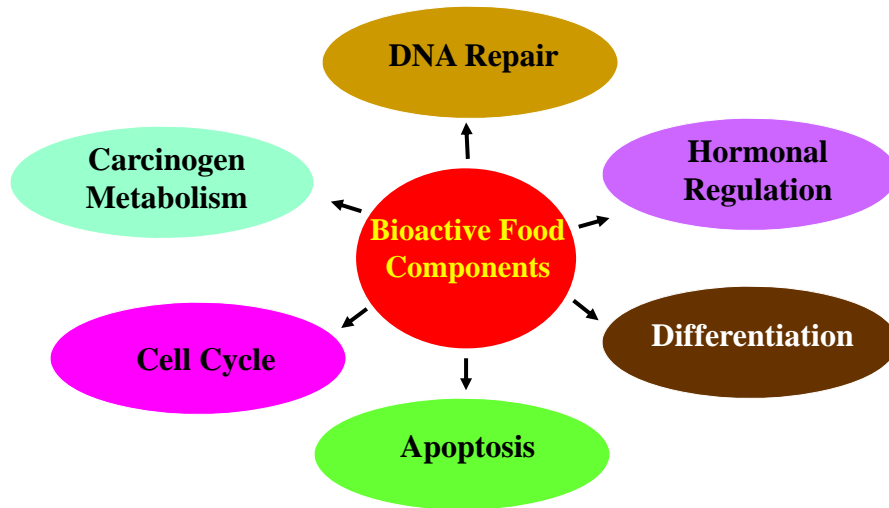 DNA Repair
Carcinogen
Metabolism
Hormonal
Regulation
Bioactive Food
Components
Cell Cycle
Differentiation
Apoptosis